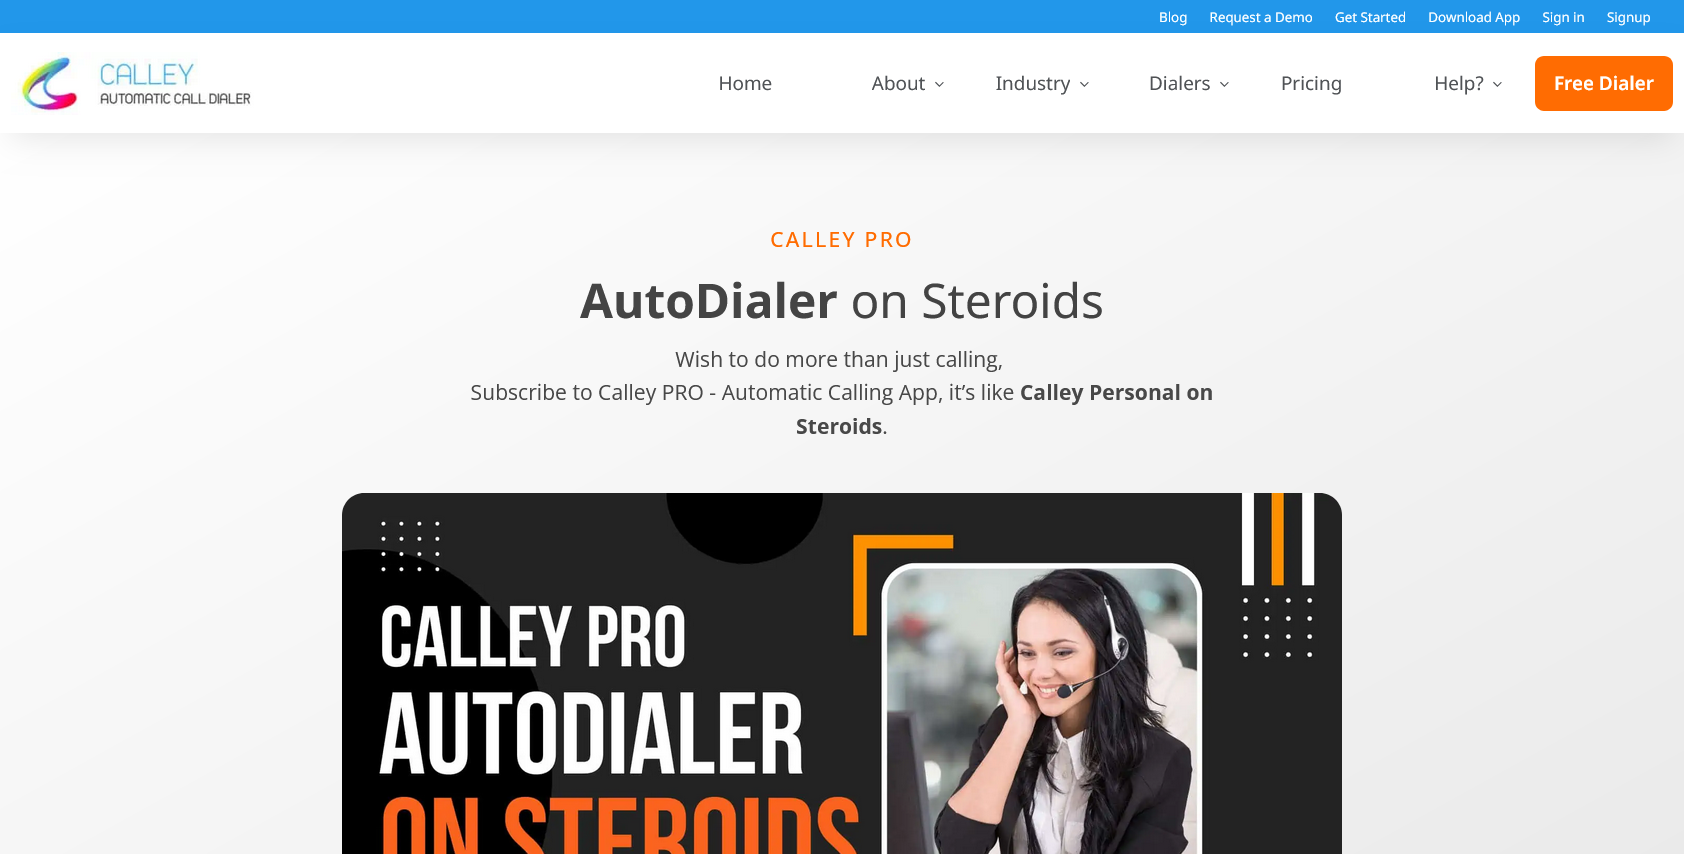 Blog Request a Demo Get Started Download App Sign in Signup
CALLEY
AUTOMATIC CALL DIALER
Home About Industry Dialers Pricing Help? Free Dialer
CALLEY PRO
AutoDialer on Steroids
Wish to do more than just calling,
Subscribe to Calley PRO - Automatic Calling App, it’s like Calley Personal on
Steroids.
CALLEY PRO
AUTODIALER
ON STEROIDS